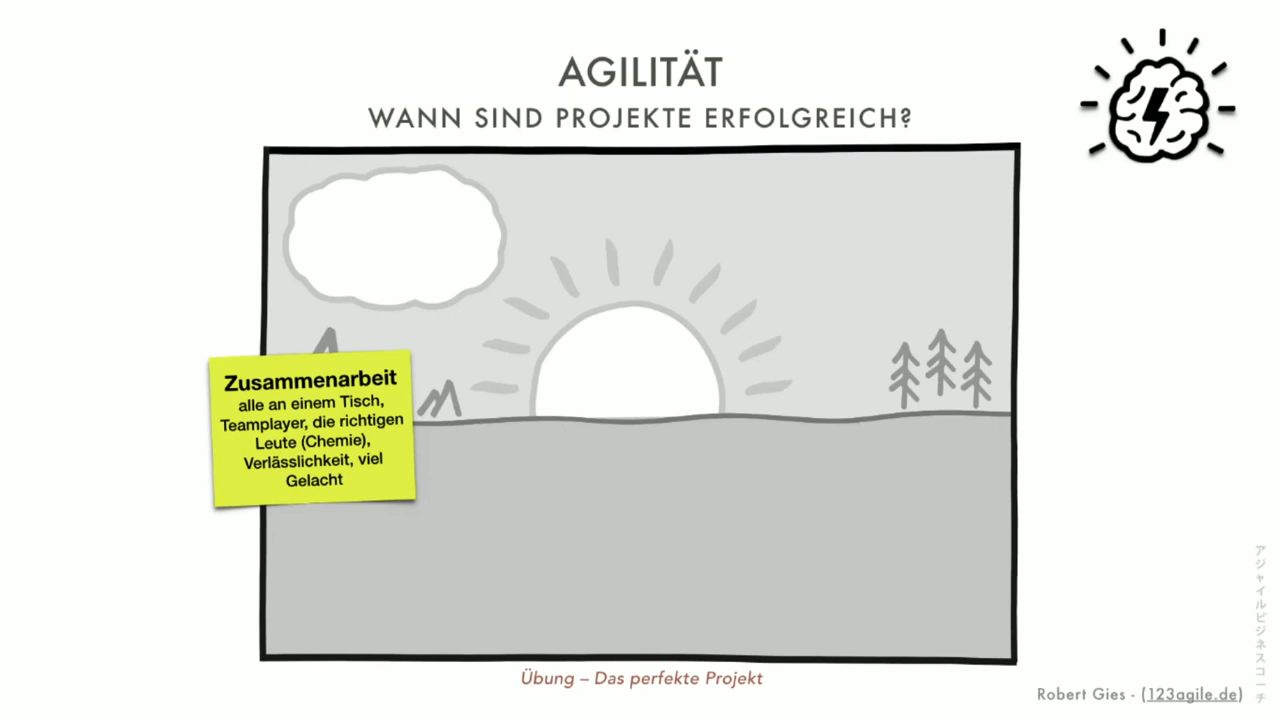 AGILITÄT
WANN SIND PROJEKTE ERFOLGREICH?
Zusammenarbeit
alle an einem Tisch,
Teamplayer, die richtigen
Leute (Chemie),
Verlässlichkeit, viel
Gelacht
Übung – Das perfekte Projekt
Robert Gies - (123agile.de)
アジャイルビジネスコーチ